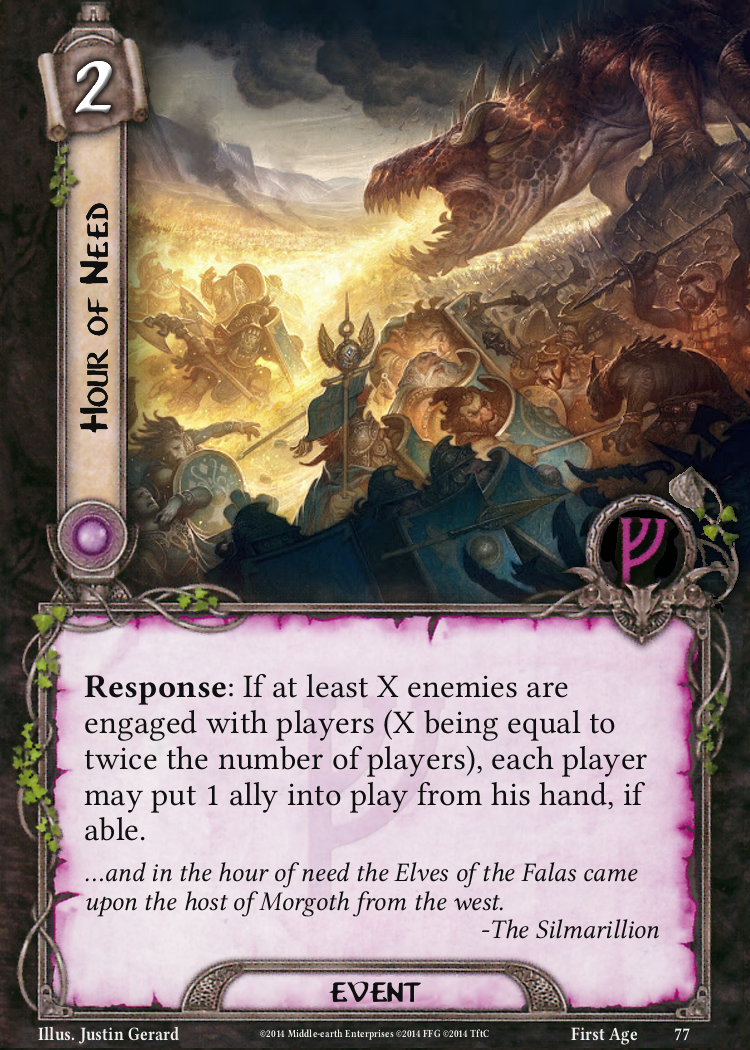 2
Hour of Need
Response: If at least X enemies are
engaged with players (X being equal to
twice the number of players), each player
may put 1 ally into play from his hand, if
able.
…and in the hour of need the Elves of the Falas came
upon the host of Morgoth from the west.
-The Silmarillion
EVENT
Illus. Justin Gerard
©2014 Middle-earth Enterprises ©2014 FFG ©2014 TftC
First Age
77